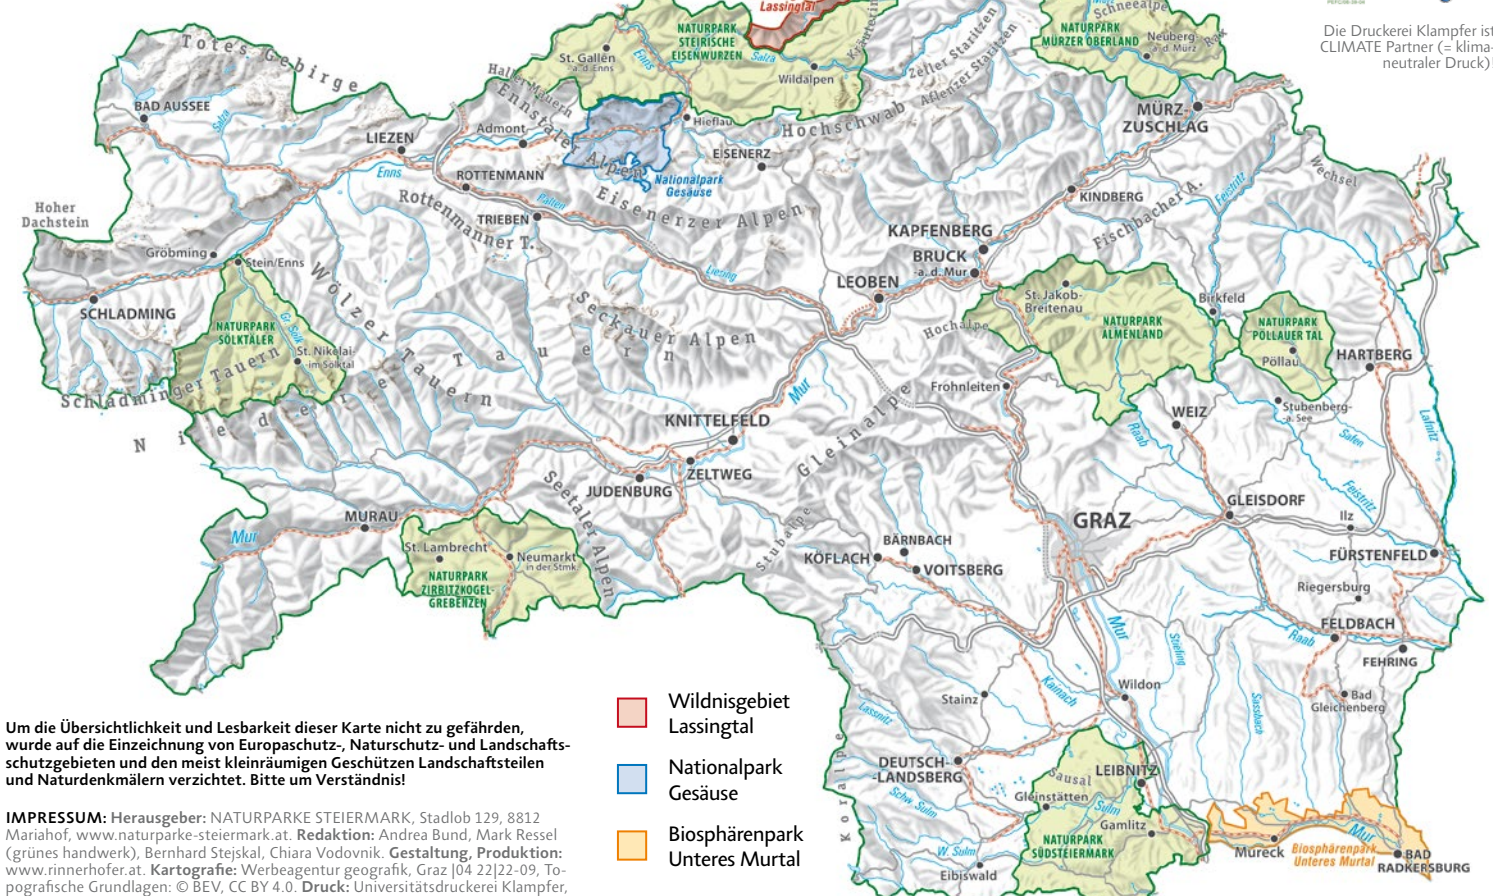 Lassingtal
Schneealpe
NATURPARK
STEIRISCHE
EISENWURZEN
NATURPARK
MÜRZER OBERLAND
Neuberg
a.d. Mürz
Rax
Die Druckerei Klampfer ist
CLIMATE Partner (= klima-
neutraler Druck)!
Totes Gebirge
St. Gallen
a.d. Enns
Enns
Salza
Wildalpen
Kräuterin
Zeller Staritzen
Aflenzer Staritzen
Haller Mauern
Ennstaler Alpen
BAD AUSSEE
Salza
LIEZEN
Admont
Hieflau
Hochschwab
MÜRZ-
ZUSCHLAG
EISENERZ
Enns
ROTTENMANN
Nationalpark
Gesäuse
Wechsel
Rottenmanner T.
Palten
Eisenerzer Alpen
KINDBERG
Fischbacher A.
Feistritz
Hoher
Dachstein
TRIEBEN
KAPFENBERG
BRUCK
-a. d. Mur
Gröbming
Stein/Enns
Wölzer Tauern
Liesing
LEOBEN
SCHLADMING
NATURPARK
SÖLKTÄLER
Gr. Sölk
Seckauer Alpen
St. Jakob-
Breitenau
Birkfeld
Hochalpe
NATURPARK
ALMENLAND
NATURPARK
PÖLLAUER TAL
Pöllau
HARTBERG
St. Nikolai-
im Sölktal
Schladminger Tauern
Niedere Tauern
Mur
Frohnleiten
Stubenberg-
a. See
WEIZ
KNITTELFELD
Gleinalpe
Raab
Safen
Lafnitz
ZELTWEG
JUDENBURG
Seetaler Alpen
Feistritz
GLEISDORF
MURAU
Mur
Stubalpe
GRAZ
Ilz
St. Lambrecht
Neumarkt
in der Stmk.
BÄRNBACH
KÖFLACH
VOITSBERG
FÜRSTENFELD
NATURPARK
ZIRBITZKOGEL-
GREBENZEN
Riegersburg
Mur
FELDBACH
Stiefing
Raab
FEHRING
Wildnisgebiet
Lassingtal
Stainz
Kainach
Wildon
Bad
Gleichenberg
Sassbach
Lassnitz
Um die Übersichtlichkeit und Lesbarkeit dieser Karte nicht zu gefährden,
wurde auf die Einzeichnung von Europaschutz-, Naturschutz- und Landschafts-
schutzgebieten und den meist kleinräumigen Geschützen Landschaftsteilen
und Naturdenkmälern verzichtet. Bitte um Verständnis!
Nationalpark
Gesäuse
Koralpe
DEUTSCH-
-LANDSBERG
Sausal
LEIBNITZ
Gleinstätten
Schw. Sulm
Sulm
IMPRESSUM: Herausgeber: NATURPARKE STEIERMARK, Stadlob 129, 8812
Mariahof, www.naturparke-steiermark.at. Redaktion: Andrea Bund, Mark Ressel
(grünes handwerk), Bernhard Stejskal, Chiara Vodovnik. Gestaltung, Produktion:
www.rinnerhofer.at. Kartografie: Werbeagentur geografik, Graz |04 22|22-09, To-
pografische Grundlagen: © BEV, CC BY 4.0. Druck: Universitätsdruckerei Klampfer,
Biosphärenpark
Unteres Murtal
Gamlitz
NATURPARK
SÜDSTEIERMARK
W. Sulm
Eibiswald
Mureck
Biosphärenpark
Unteres Murtal
Mur
BAD
RADKERSBURG